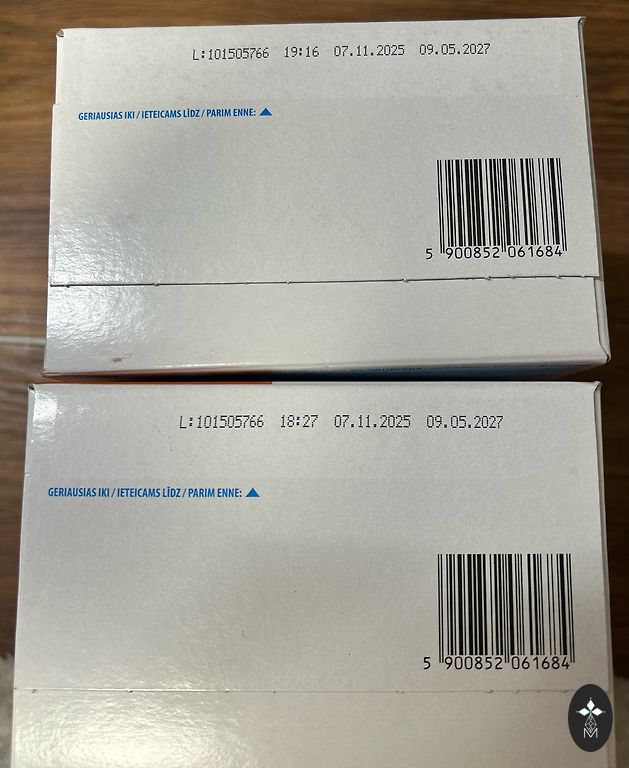 L:101505766 19:16 07.11.2025 09.05.2027
GERIAUSIAS IKI / IETEICAMS LĪDZ / PARIM ENNE:
5 900852 061684
L:101505766 18:27 07.11.2025 09.05.2027
GERIAUSIAS IKI / IETEICAMS LĪDZ / PARIM ENNE:
5 900852 061684
M